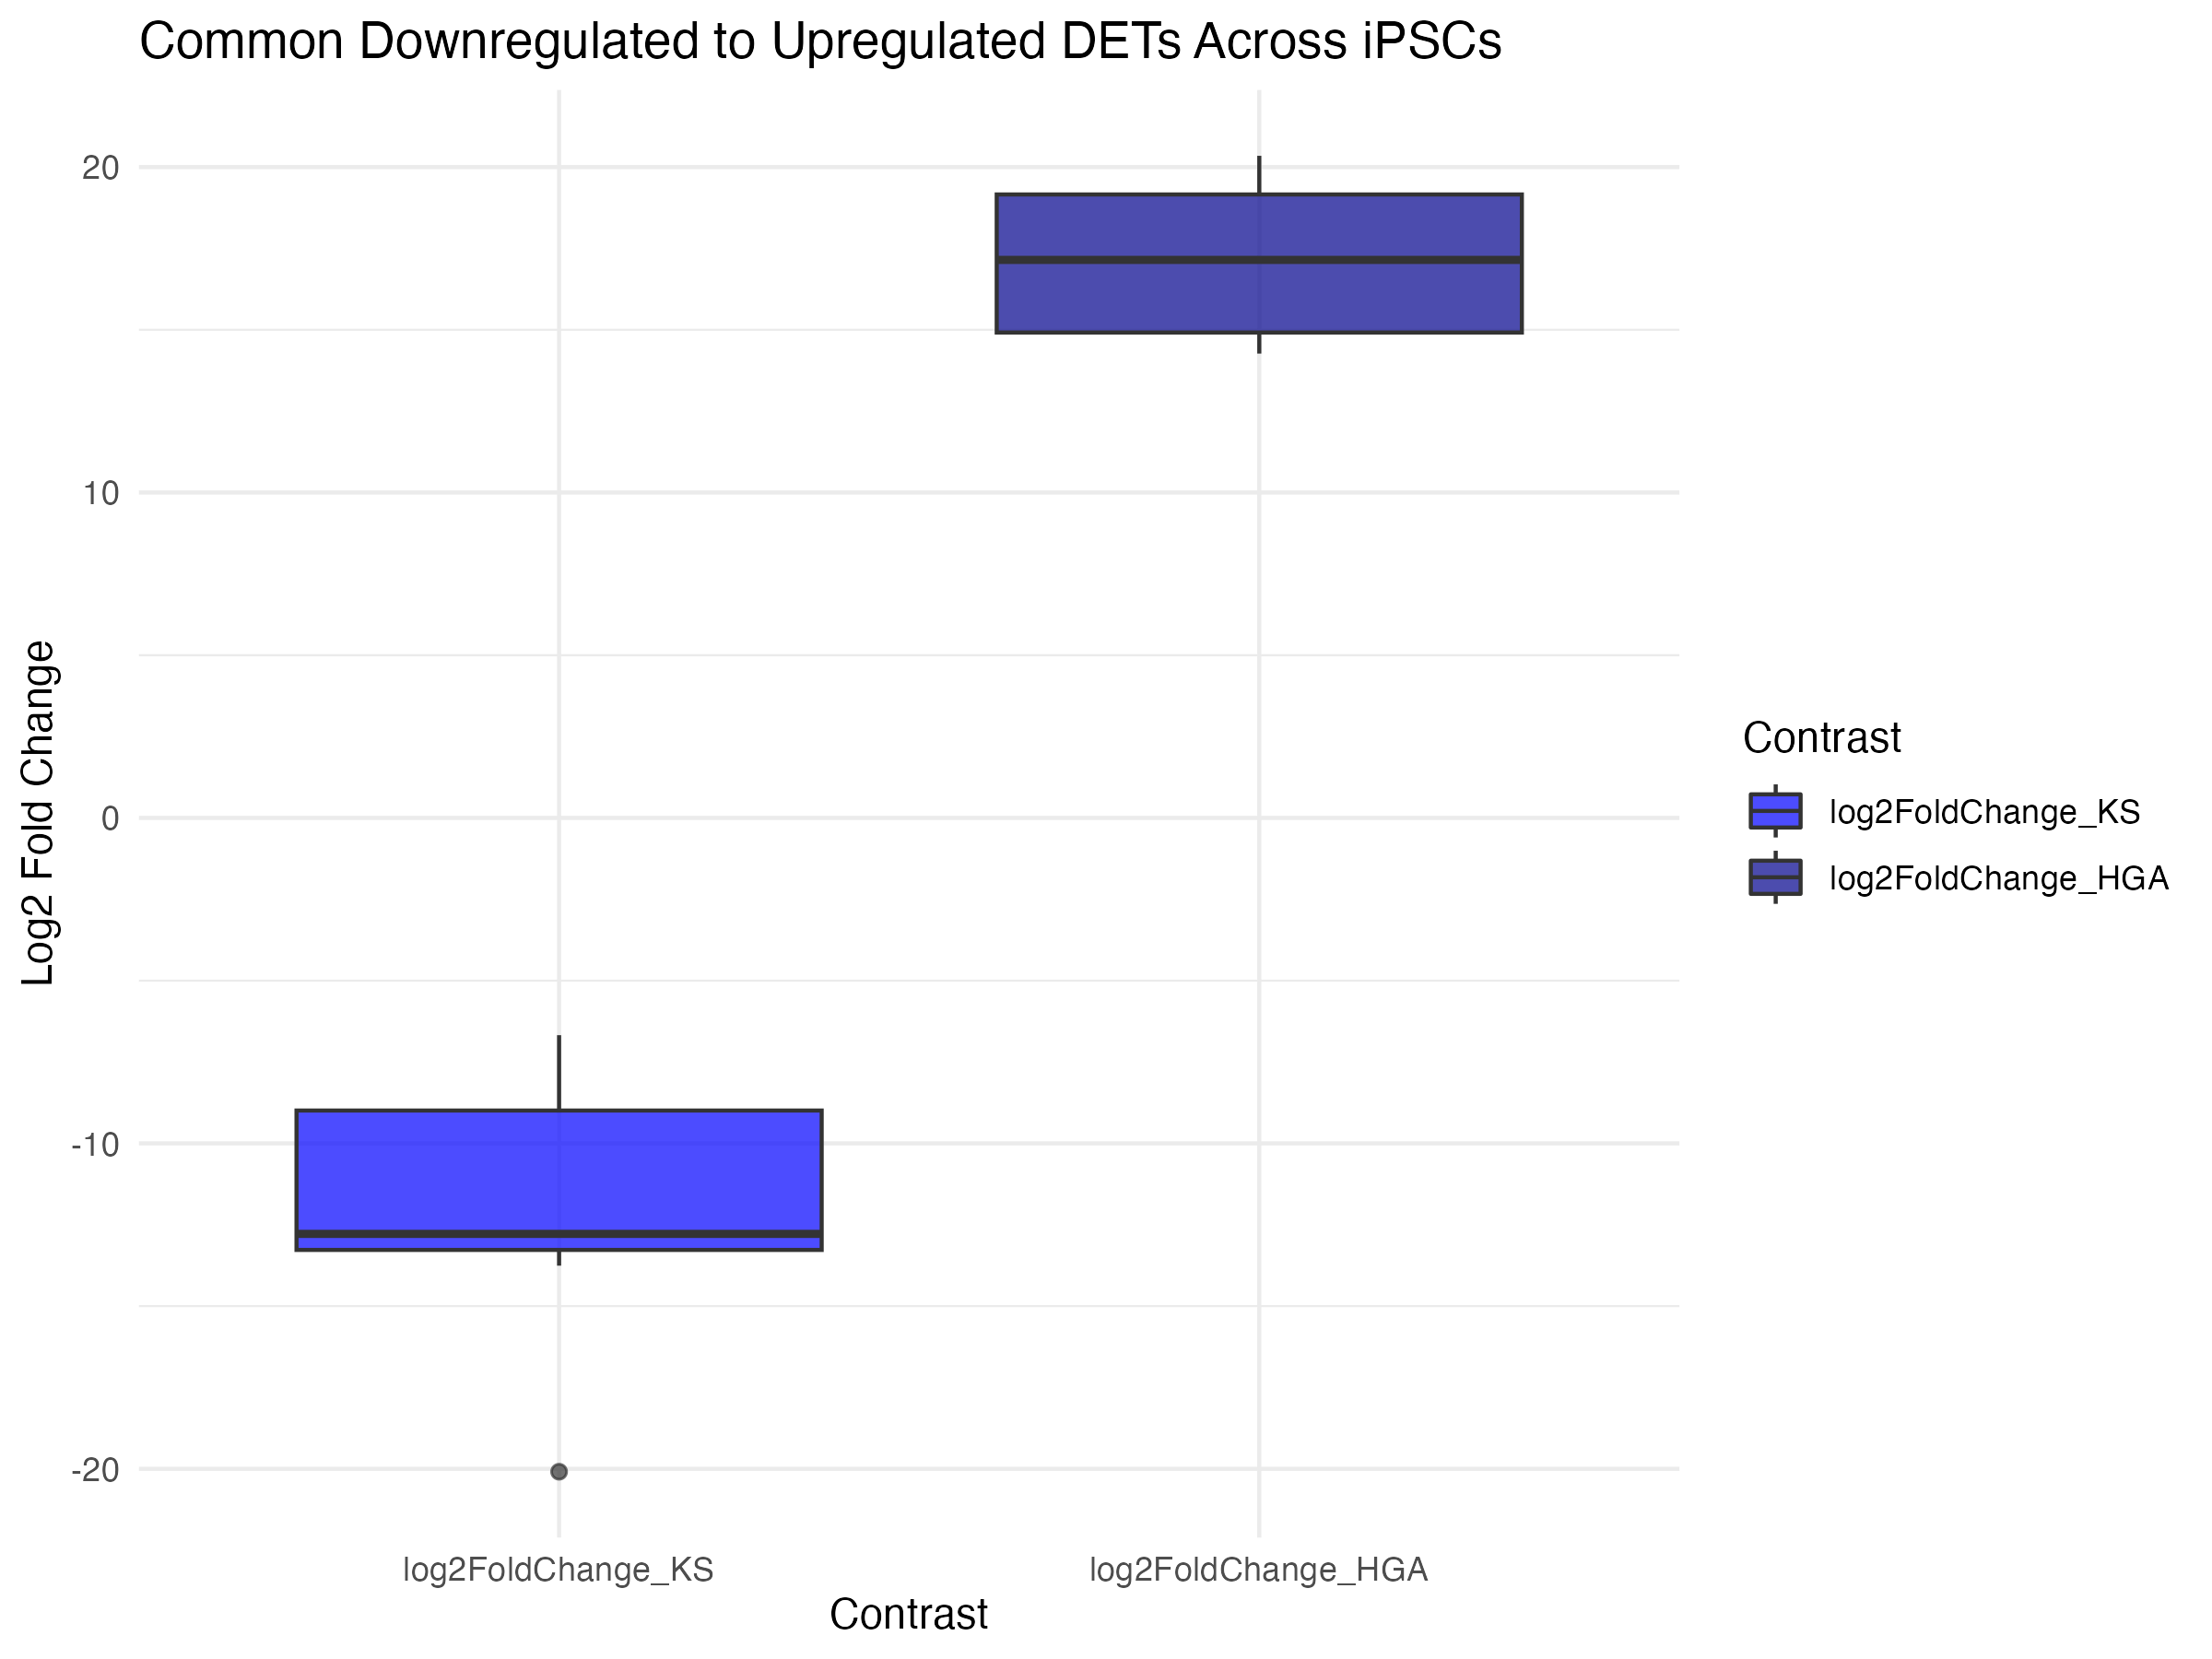 Common Downregulated to Upregulated DETs Across iPSCs
20
10
0
-10
-20
Log2 Fold Change
log2FoldChange_KS
log2FoldChange_HGA
Contrast
Contrast
log2FoldChange_KS
log2FoldChange_HGA